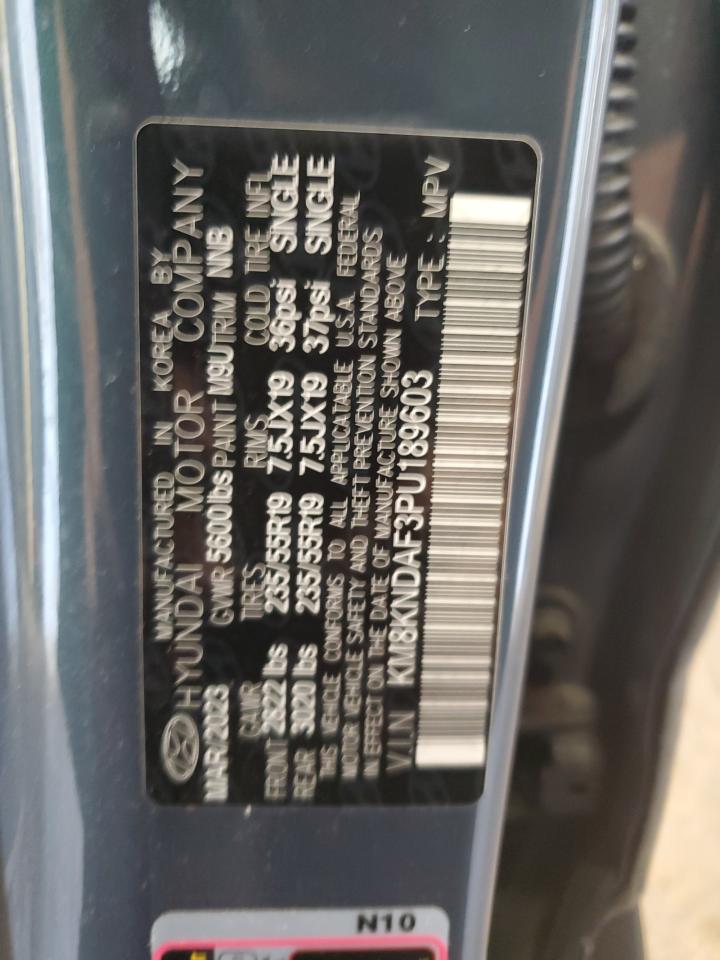 MANUFACTURED IN KOREA BY
HYUNDAI MOTOR COMPANY
MAR/2023 GVWR 5600lbs PAINT M9U TRIM NNB
GAWR TIRES RIMS COLD TIRE INFL
FRONT 2822 lbs 235/55R19 7.5JX19 36psi SINGLE
REAR 3020 lbs 235/55R19 7.5JX19 37psi SINGLE
THIS VEHICLE CONFORMS TO ALL APPLICATABLE U.S.A. FEDERAL
MOTOR VEHICLE SAFETY AND THEFT PREVENTION STANDARDS
IN EFFECT ON THE DATE OF MANUFACTURE SHOWN ABOVE
VIN KM8KNDAF3PU189603 TYPE: MPV
N10